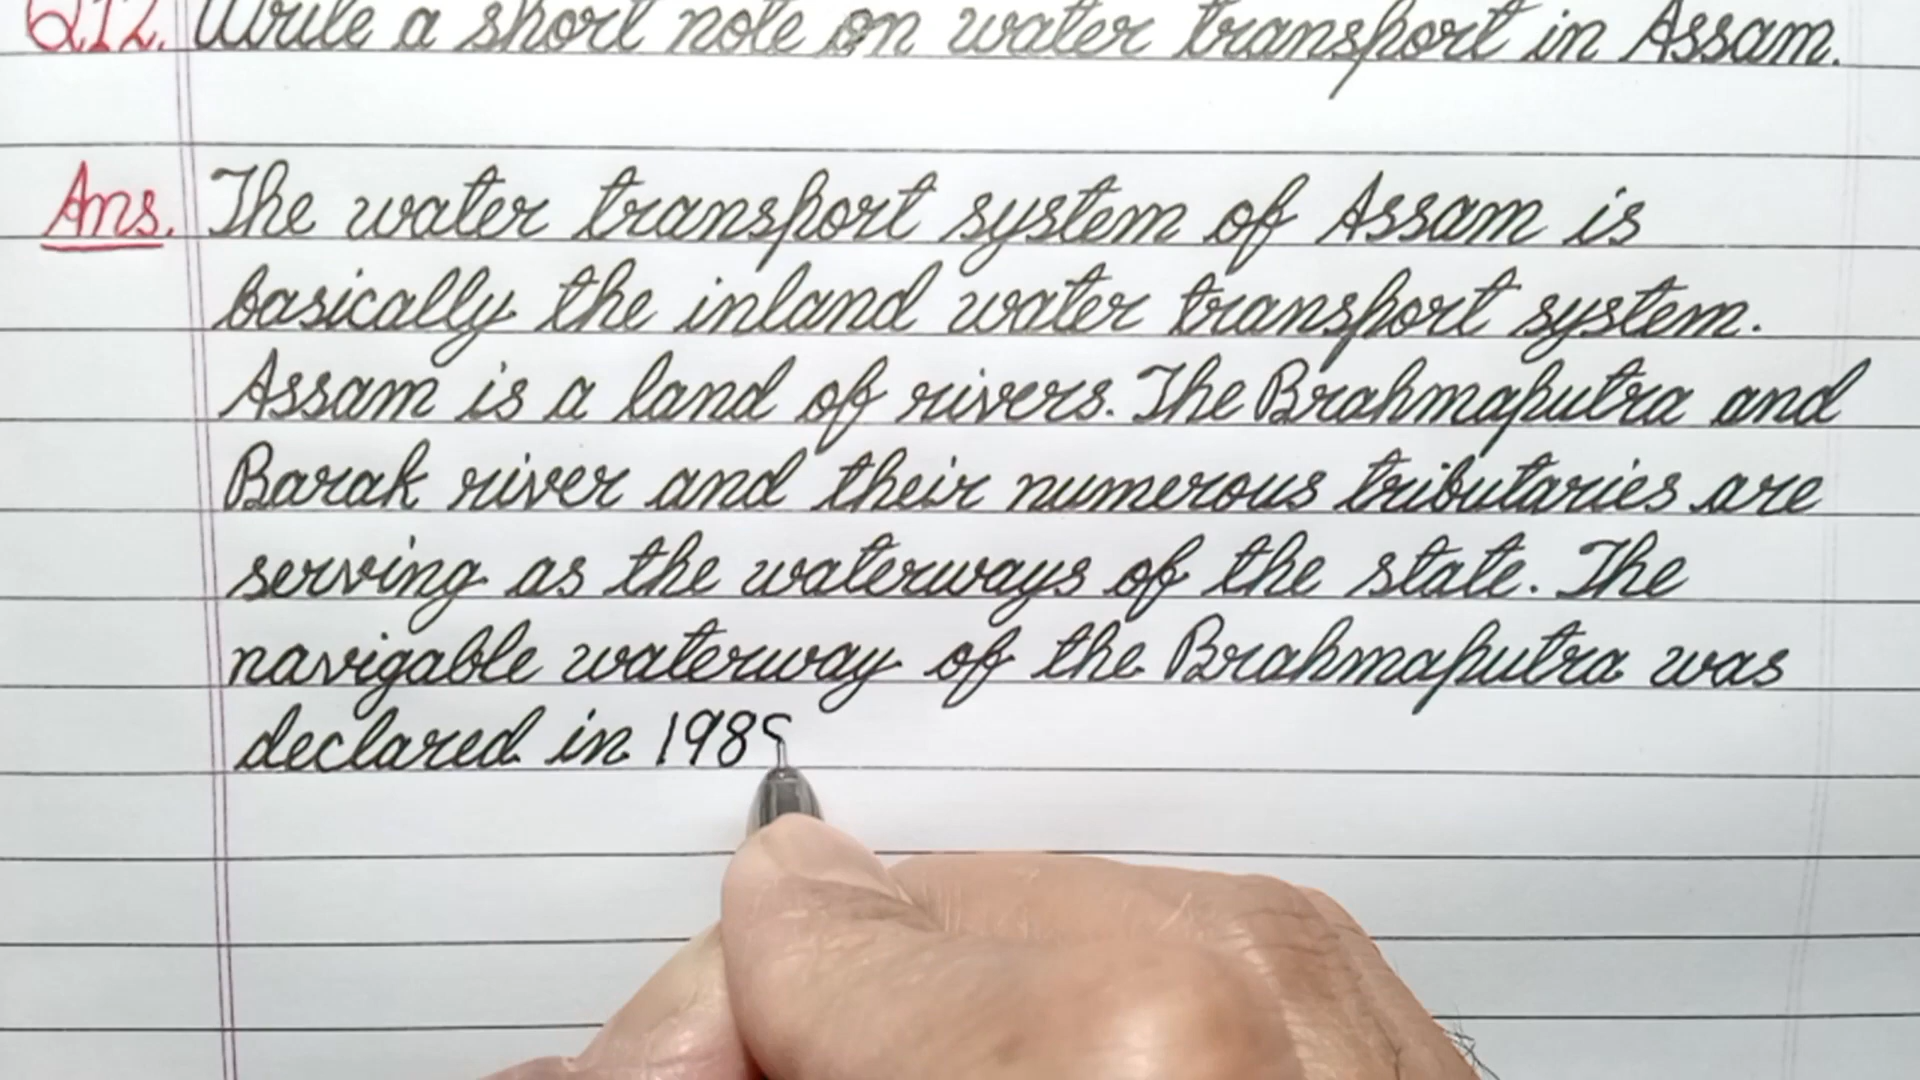 Q.12. Write a short note on water transport in Assam.
Ans. The water transport system of Assam is
basically the inland water transport system.
Assam is a land of rivers. The Brahmaputra and
Barak river and their numerous tributaries are
serving as the waterways of the state. The
navigable waterway of the Brahmaputra was
declared in 198